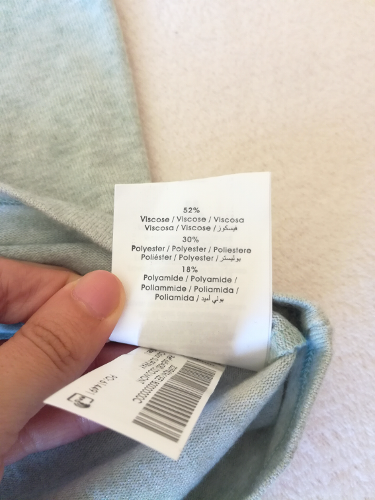 52%
Viscose / Viscose / Viscosa
Viscosa / Viscose / فيسكوز
30%
Polyester / Polyester / Poliestere
Poliéster / Polyester / بوليستر
18%
Polyamide / Polyamide /
Poliammide / Poliamida /
Poliamida / بولي أميد